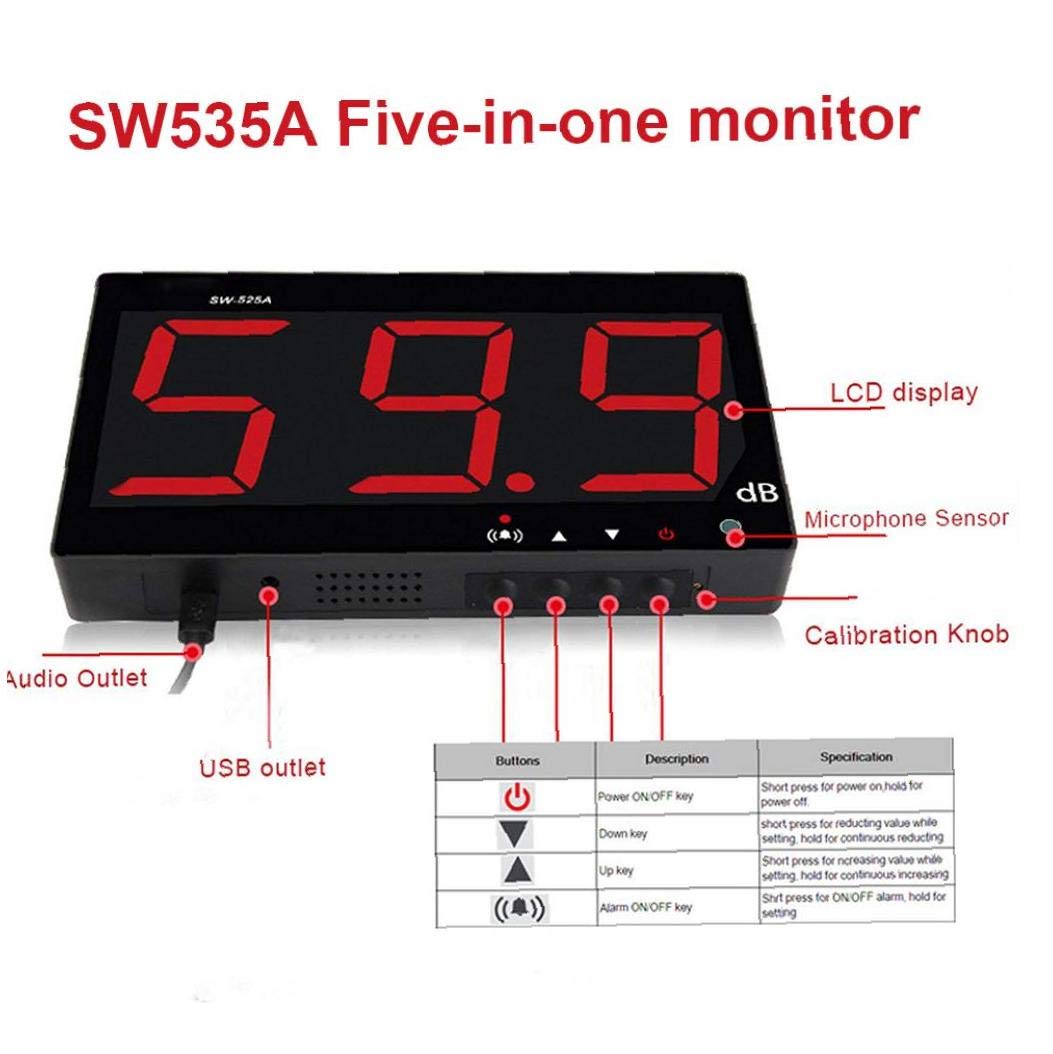 SW535A Five-in-one monitor
SW-525A
59.9
LCD display
dB
Microphone Sensor
Calibration Knob
Audio Outlet
USB outlet
Buttons Description Specification
Power ON/OFF key
Short press for power on,hold for
power off.
Down key
short press for reducting value while
setting, hold for continuous reducting
Up key
Short press for ncreasing value while
setting, hold for continuous increasing
Alarm ON/OFF key
Shrt press for ON/OFF alarm, hold for
setting